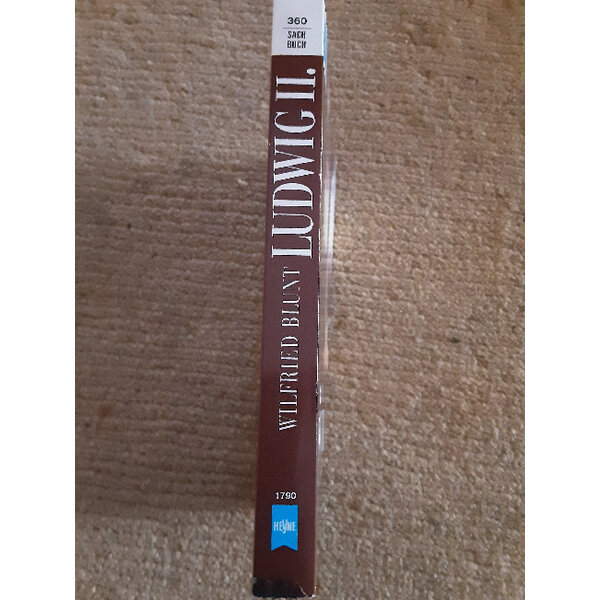 360
SACH
BUCH
WILFRIED BLUNT LUDWIG II.
1790
HEYNE